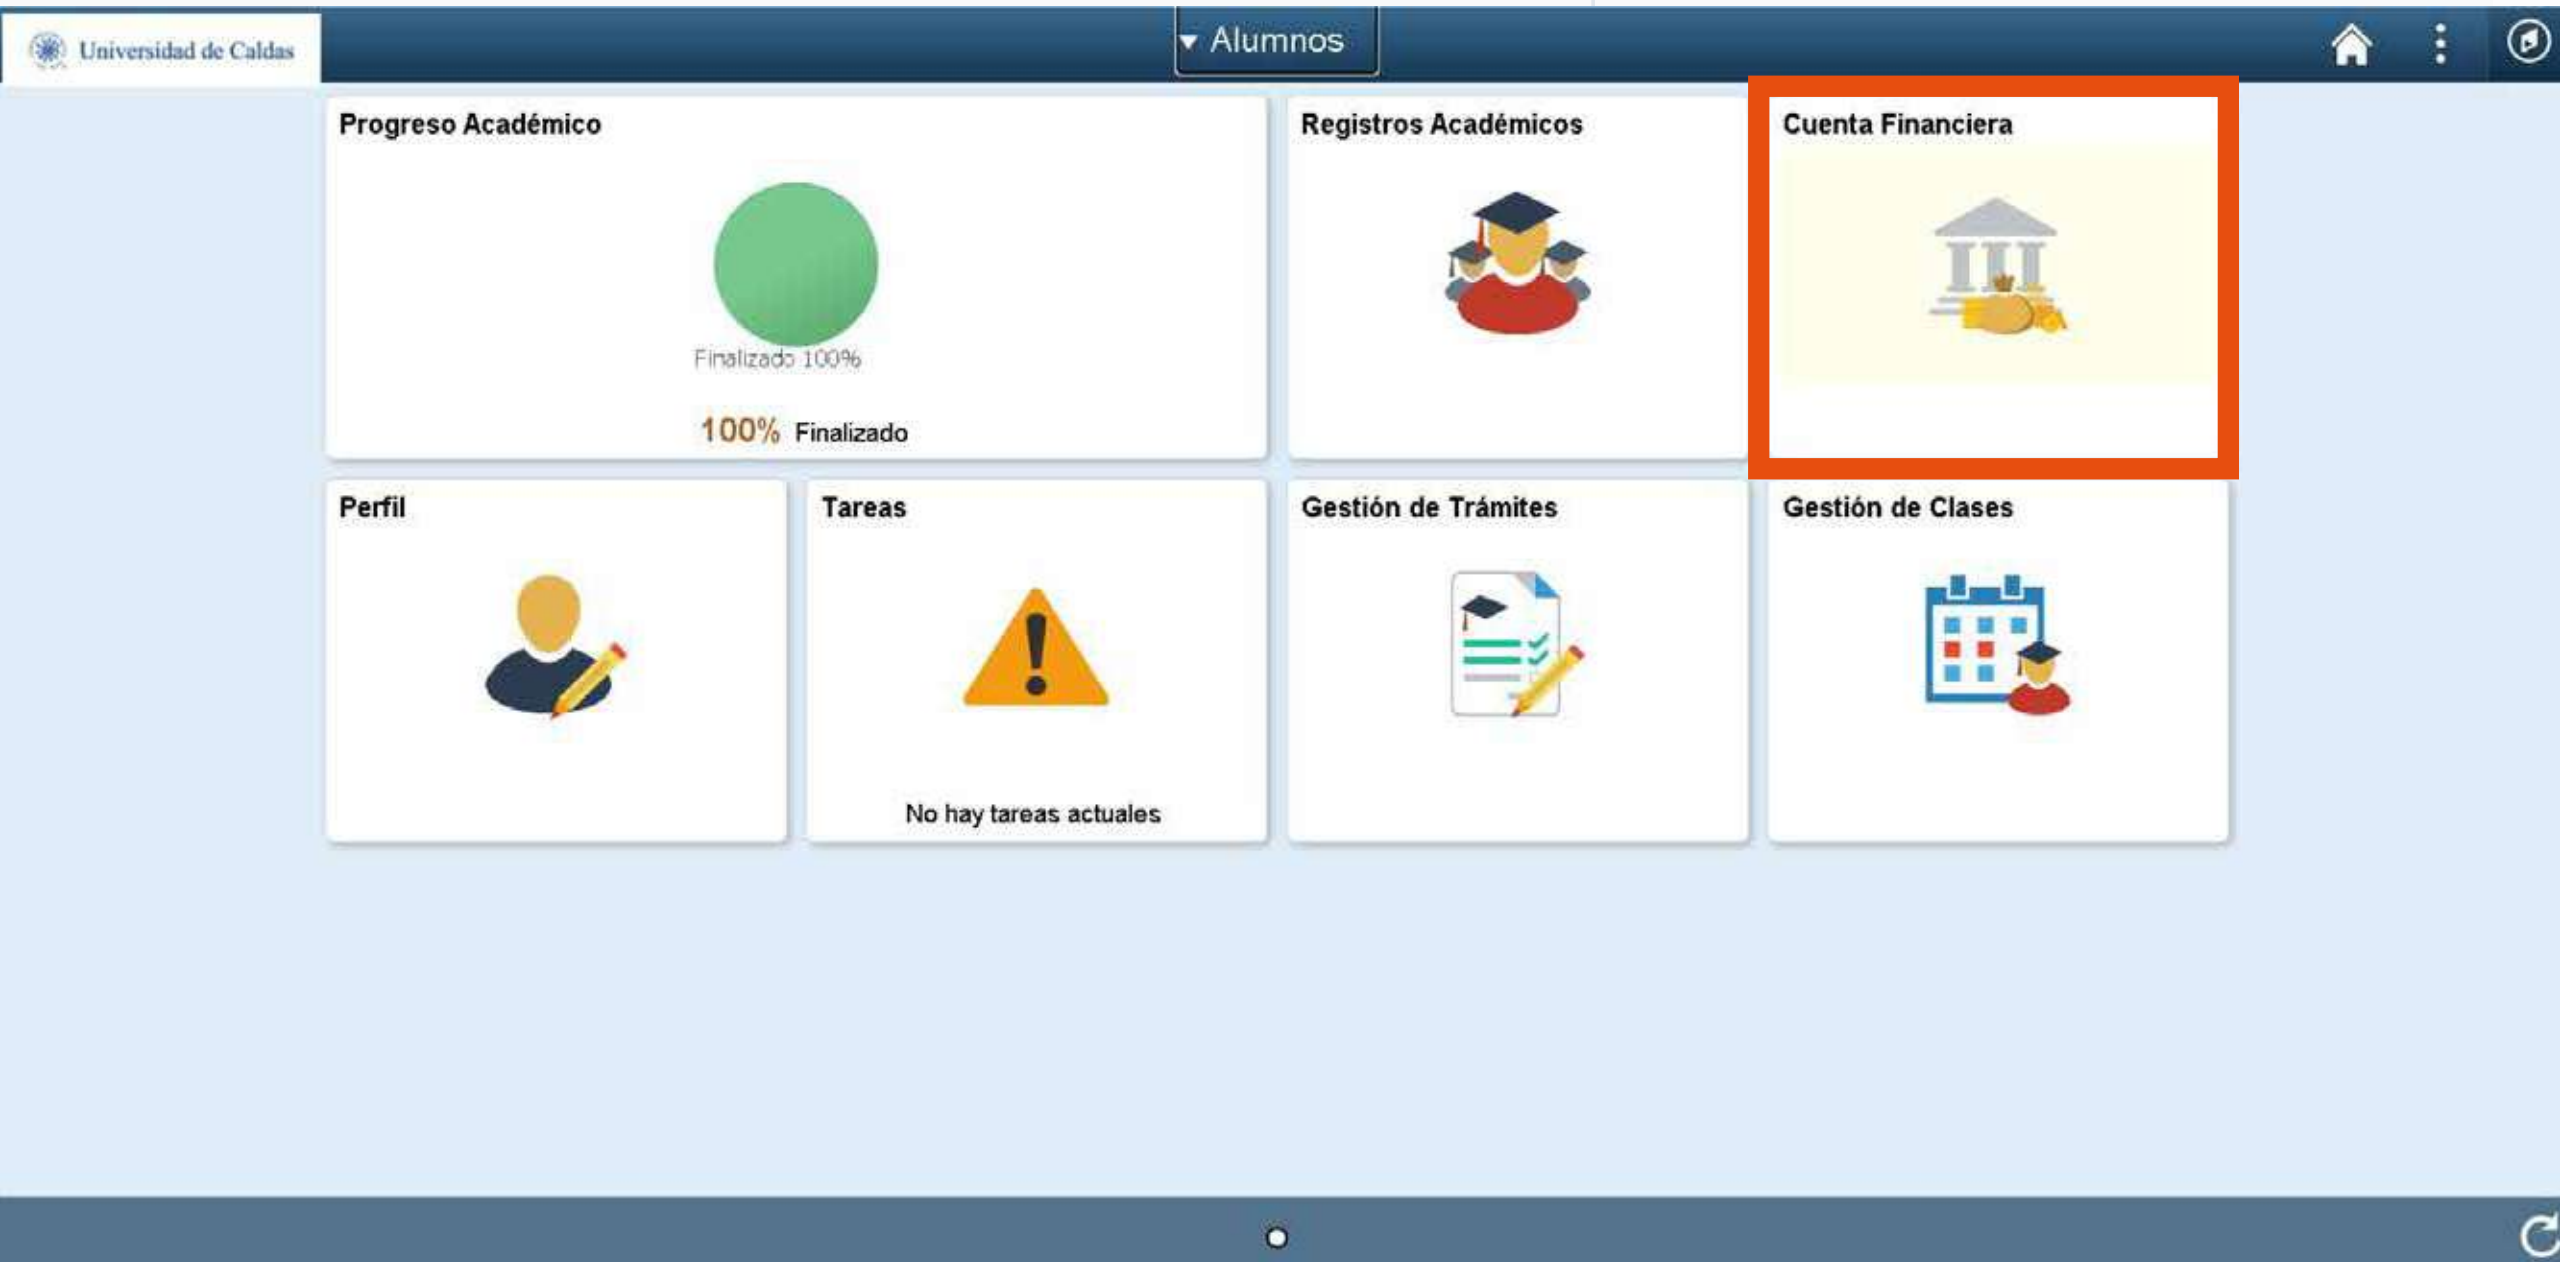 Universidad de Caldas
Alumnos
Progreso Académico
Finalizado 100%
100% Finalizado
Registros Académicos
Cuenta Financiera
Perfil
Tareas
No hay tareas actuales
Gestión de Trámites
Gestión de Clases